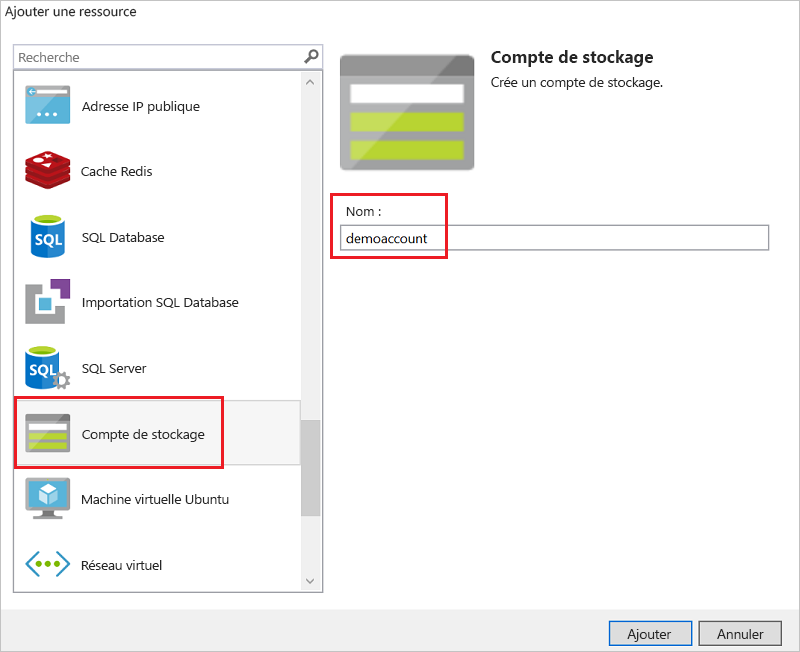 Ajouter une ressource
Recherche
Adresse IP publique
Cache Redis
SQL
SQL Database
Importation SQL Database
SQL
SQL Server
Compte de stockage
Machine virtuelle Ubuntu
Réseau virtuel
Compte de stockage
Crée un compte de stockage.
Nom :
demoaccount
Ajouter
Annuler